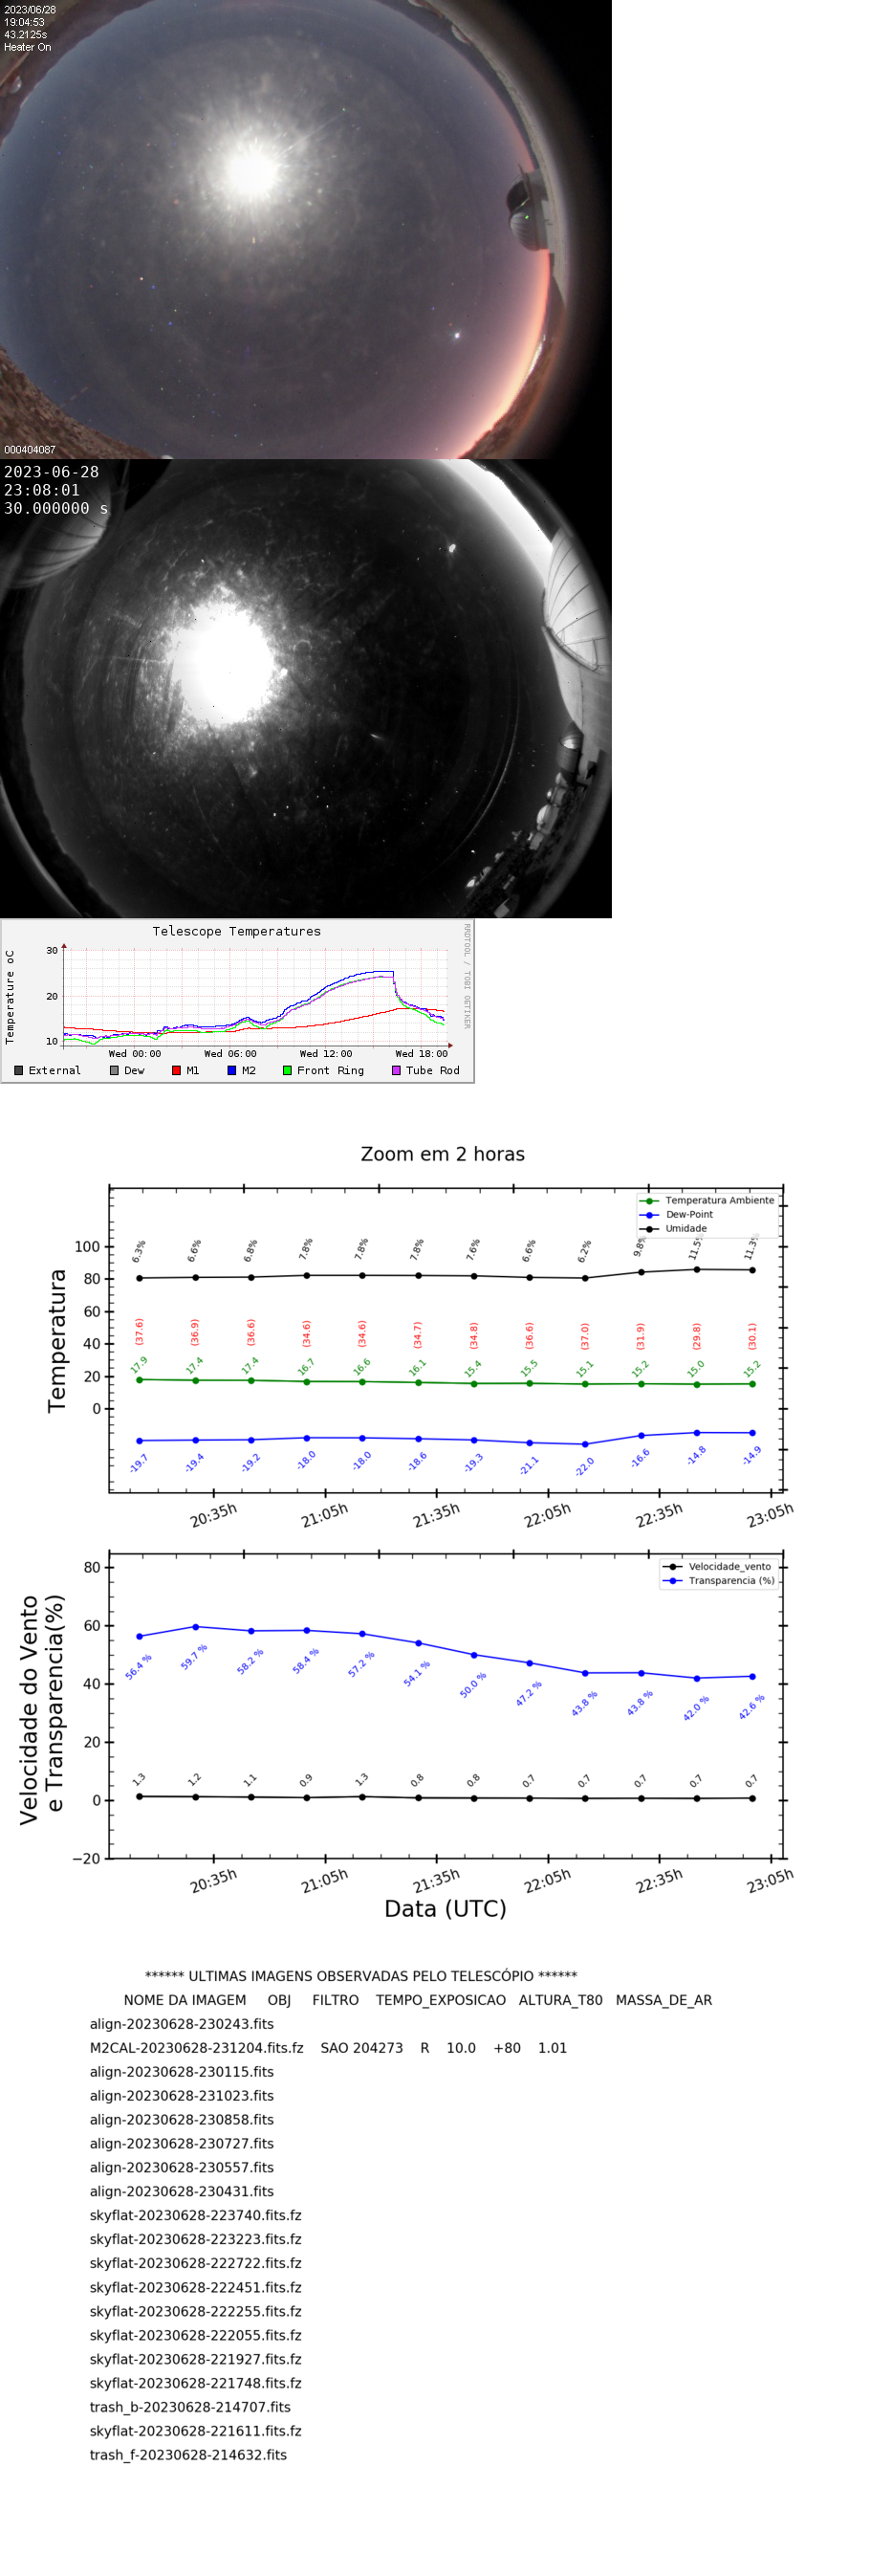 2023/06/28
19:04:53
43.2125s
Heater On
000404087
2023-06-28
23:08:01
30.000000 s
Telescope Temperatures
RRDTOOL / TOBI OETIKER
Temperature oC
30
20
10
Wed 00:00 Wed 06:00 Wed 12:00 Wed 18:00
External Dew M1 M2 Front Ring Tube Rod
Zoom em 2 horas
Temperatura Ambiente
Dew-Point
Umidade
Temperatura
100
80
60
40
20
0
6.3% 6.6% 6.8% 7.8% 7.8% 7.8% 7.6% 6.6% 6.2% 9.8% 11.5% 11.3%
(37.6) (36.9) (36.6) (34.6) (34.6) (34.7) (34.8) (36.6) (37.0) (31.9) (29.8) (30.1)
17.9 17.4 17.4 16.7 16.6 16.1 15.4 15.5 15.1 15.2 15.0 15.2
-19.7 -19.4 -19.2 -18.0 -18.0 -18.6 -19.3 -21.1 -22.0 -16.6 -14.8 -14.9
20:35h 21:05h 21:35h 22:05h 22:35h 23:05h
Velocidade_vento
Transparencia (%)
Velocidade do Vento
e Transparencia(%)
80
60
40
20
0
−20
56.4 % 59.7 % 58.2 % 58.4 % 57.2 % 54.1 % 50.0 % 47.2 % 43.8 % 43.8 % 42.0 % 42.6 %
1.3 1.2 1.1 0.9 1.3 0.8 0.8 0.7 0.7 0.7 0.7 0.7
20:35h 21:05h 21:35h 22:05h 22:35h 23:05h
Data (UTC)
****** ULTIMAS IMAGENS OBSERVADAS PELO TELESCÓPIO ******
NOME DA IMAGEM OBJ FILTRO TEMPO_EXPOSICAO ALTURA_T80 MASSA_DE_AR
align-20230628-230243.fits
M2CAL-20230628-231204.fits.fz SAO 204273 R 10.0 +80 1.01
align-20230628-230115.fits
align-20230628-231023.fits
align-20230628-230858.fits
align-20230628-230727.fits
align-20230628-230557.fits
align-20230628-230431.fits
skyflat-20230628-223740.fits.fz
skyflat-20230628-223223.fits.fz
skyflat-20230628-222722.fits.fz
skyflat-20230628-222451.fits.fz
skyflat-20230628-222255.fits.fz
skyflat-20230628-222055.fits.fz
skyflat-20230628-221927.fits.fz
skyflat-20230628-221748.fits.fz
trash_b-20230628-214707.fits
skyflat-20230628-221611.fits.fz
trash_f-20230628-214632.fits